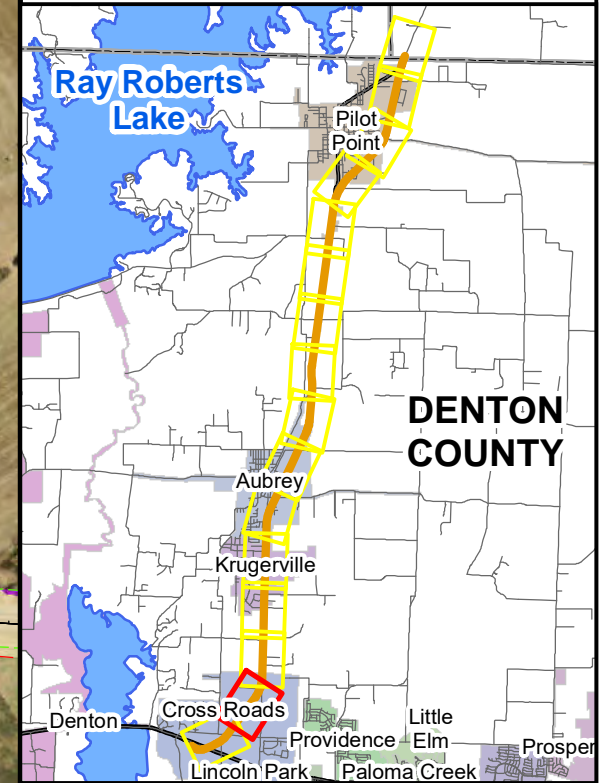 Ray Roberts
Lake
Pilot
Point
DENTON
COUNTY
Aubrey
Krugerville
Cross Roads
Denton
Little
Elm
Providence
Prosper
Lincoln Park
Paloma Creek